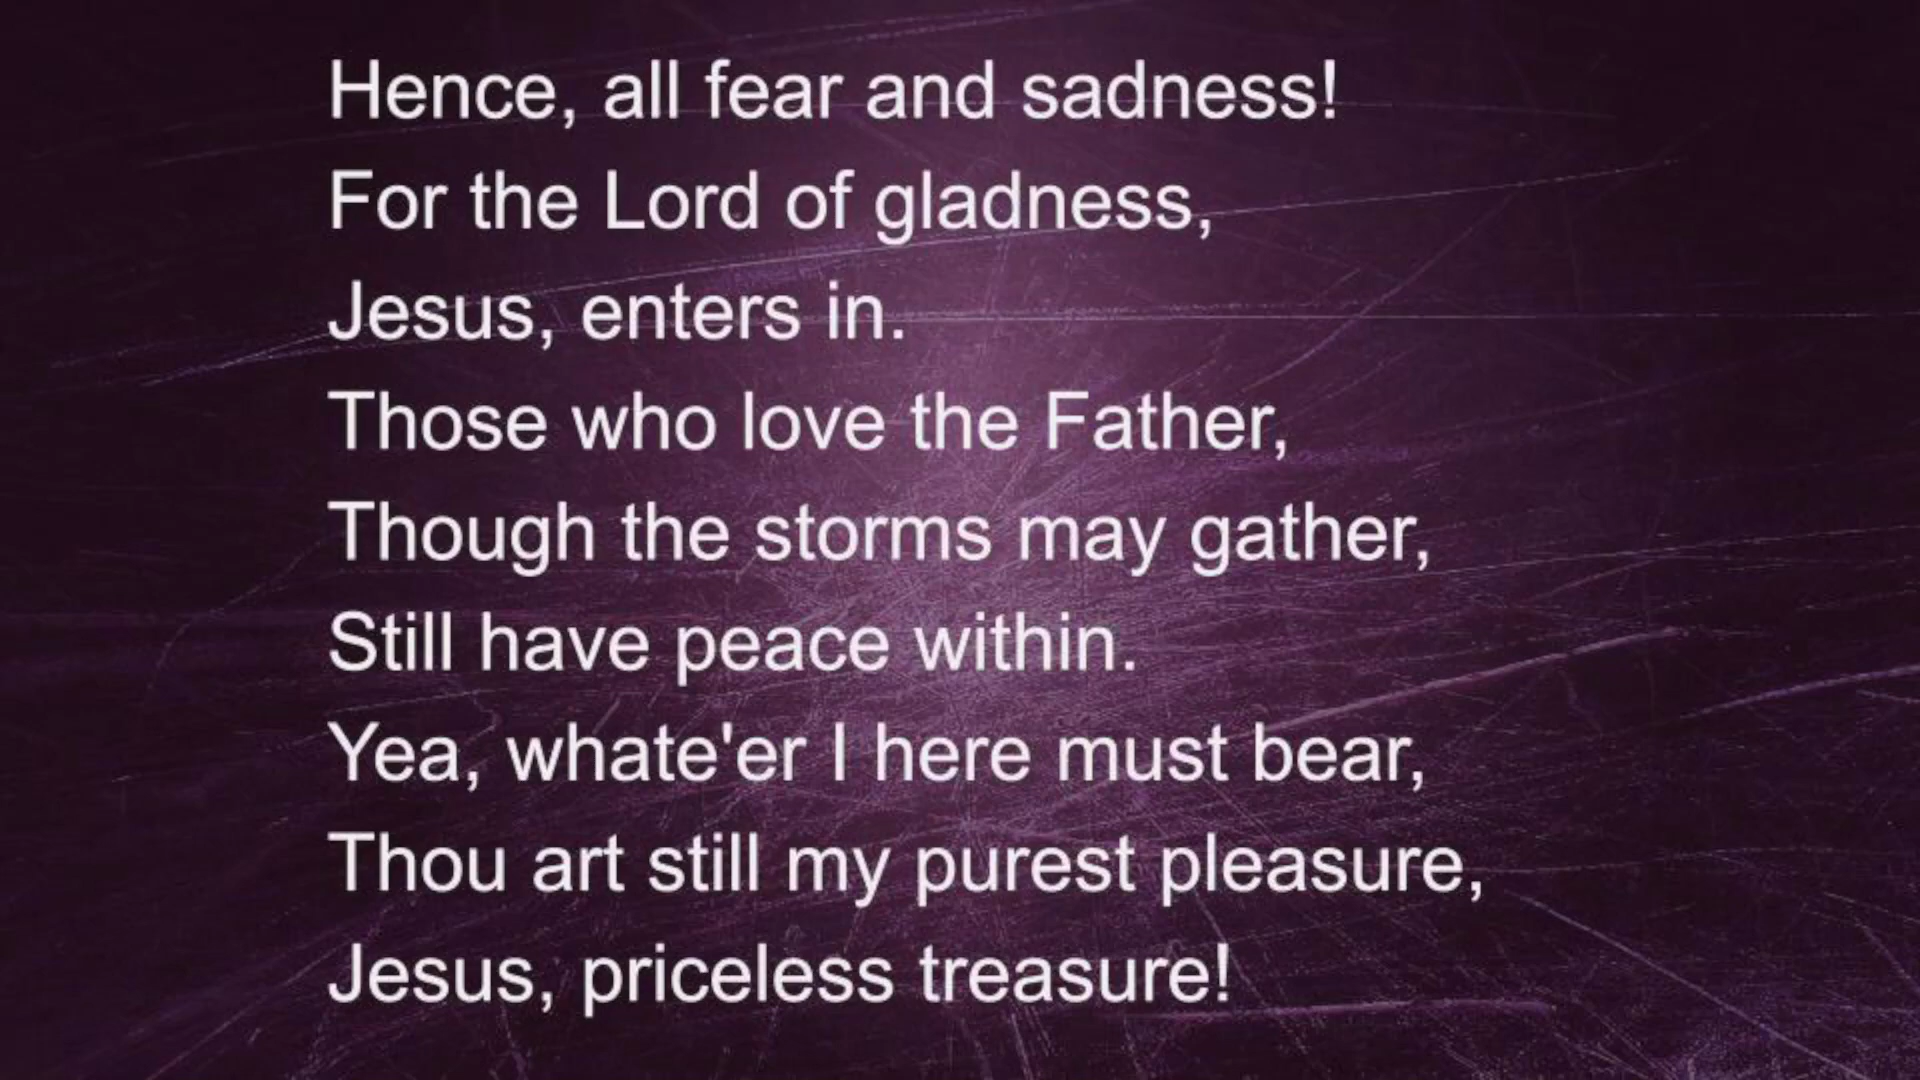 Hence, all fear and sadness!
For the Lord of gladness,
Jesus, enters in.
Those who love the Father,
Though the storms may gather,
Still have peace within.
Yea, whate'er I here must bear,
Thou art still my purest pleasure,
Jesus, priceless treasure!